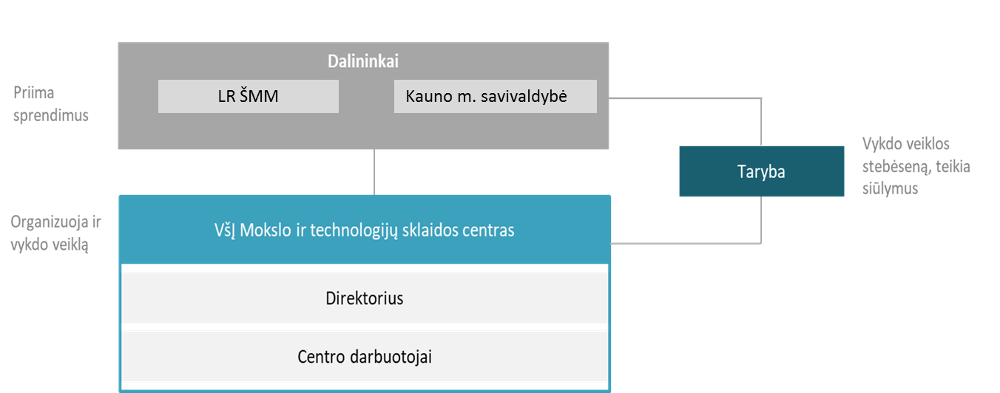 Dalininkai
Priima
sprendimus
LR ŠMM
Kauno m. savivaldybė
Taryba
Vykdo veiklos
stebėseną, teikia
siūlymus
Organizuoja ir
vykdo veiklą
VšĮ Mokslo ir technologijų sklaidos centras
Direktorius
Centro darbuotojai